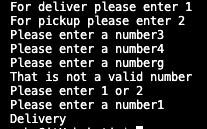 For deliver please enter 1
For pickup please enter 2
Please enter a number3
Please enter a number4
Please enter a numberg
That is not a valid number
Please enter 1 or 2
Please enter a number1
Delivery